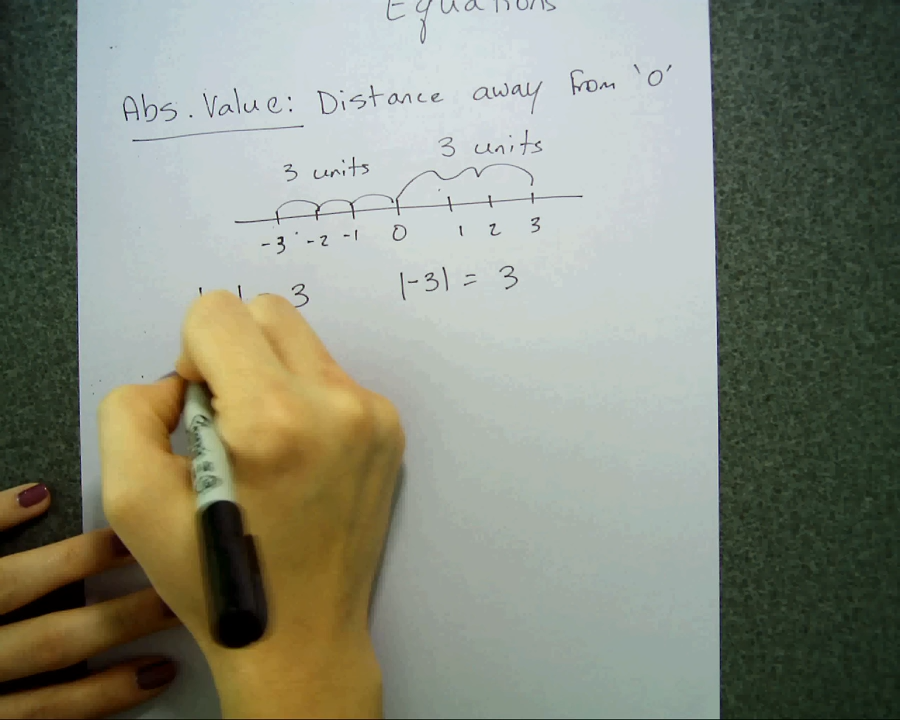 Equations
Abs. Value: Distance away from '0'
3 units 3 units
-3 -2 -1 0 1 2 3
| | = 3 |-3| = 3